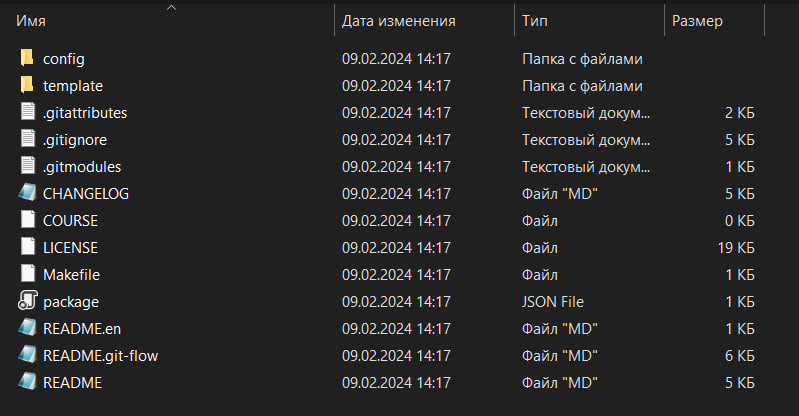 Имя Дата изменения Тип Размер
config 09.02.2024 14:17 Папка с файлами
template 09.02.2024 14:17 Папка с файлами
.gitattributes 09.02.2024 14:17 Текстовый докум... 2 КБ
.gitignore 09.02.2024 14:17 Текстовый докум... 5 КБ
.gitmodules 09.02.2024 14:17 Текстовый докум... 1 КБ
CHANGELOG 09.02.2024 14:17 Файл "MD" 5 КБ
COURSE 09.02.2024 14:17 Файл 0 КБ
LICENSE 09.02.2024 14:17 Файл 19 КБ
Makefile 09.02.2024 14:17 Файл 1 КБ
package 09.02.2024 14:17 JSON File 1 КБ
README.en 09.02.2024 14:17 Файл "MD" 1 КБ
README.git-flow 09.02.2024 14:17 Файл "MD" 6 КБ
README 09.02.2024 14:17 Файл "MD" 5 КБ